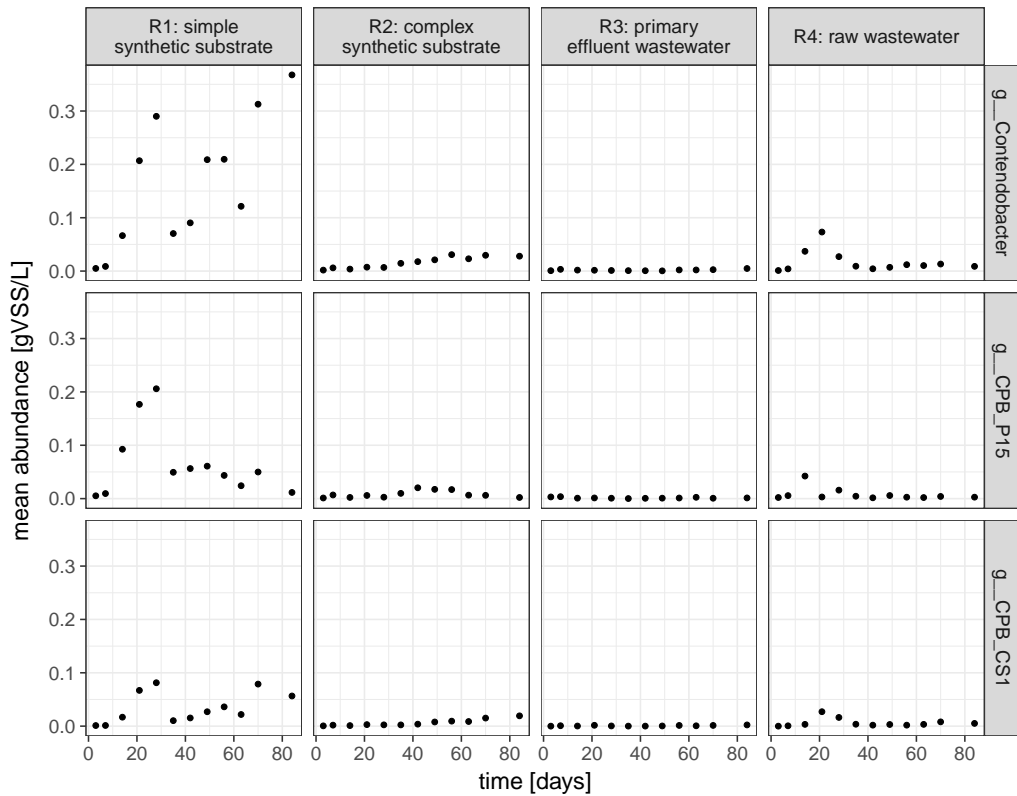 R1: simple
synthetic substrate
R2: complex
synthetic substrate
R3: primary
effluent wastewater
R4: raw wastewater
mean abundance [gVSS/L]
0.3
0.2
0.1
0.0
g__Contendobacter
0.3
0.2
0.1
0.0
g__CPB_P15
0.3
0.2
0.1
0.0
g__CPB_CS1
0 20 40 60 80
0 20 40 60 80
0 20 40 60 80
0 20 40 60 80
time [days]